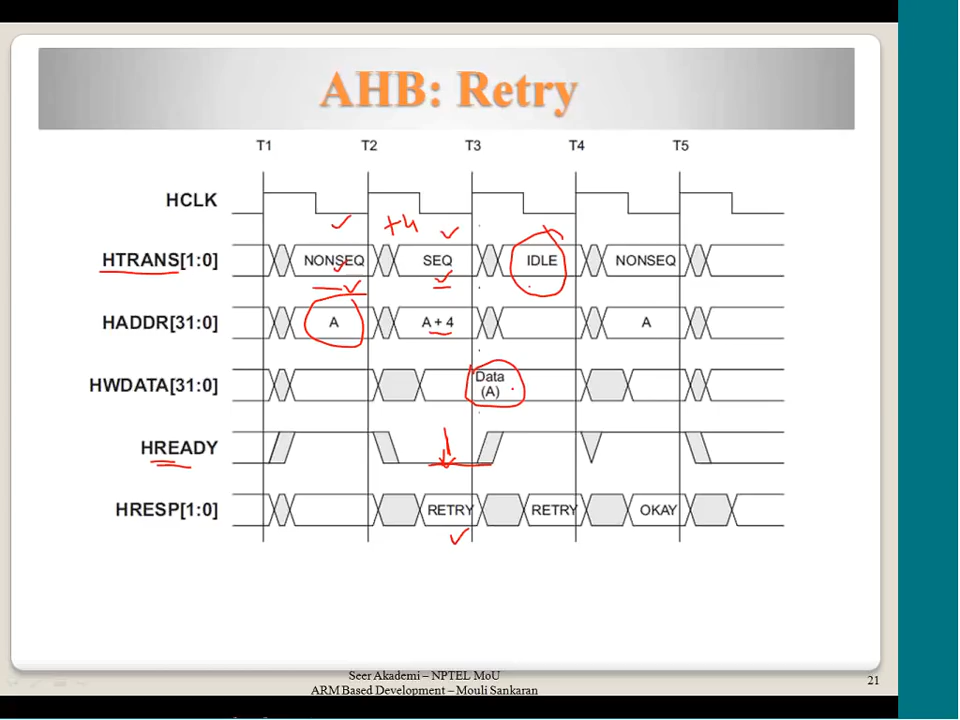 AHB: Retry
T1 T2 T3 T4 T5
HCLK
+4
HTRANS[1:0] NONSEQ SEQ IDLE NONSEQ
HADDR[31:0] A A + 4 A
HWDATA[31:0] Data
(A)
HREADY
HRESP[1:0] RETRY RETRY OKAY
Seer Akademi – NPTEL MoU
ARM Based Development – Mouli Sankaran
21